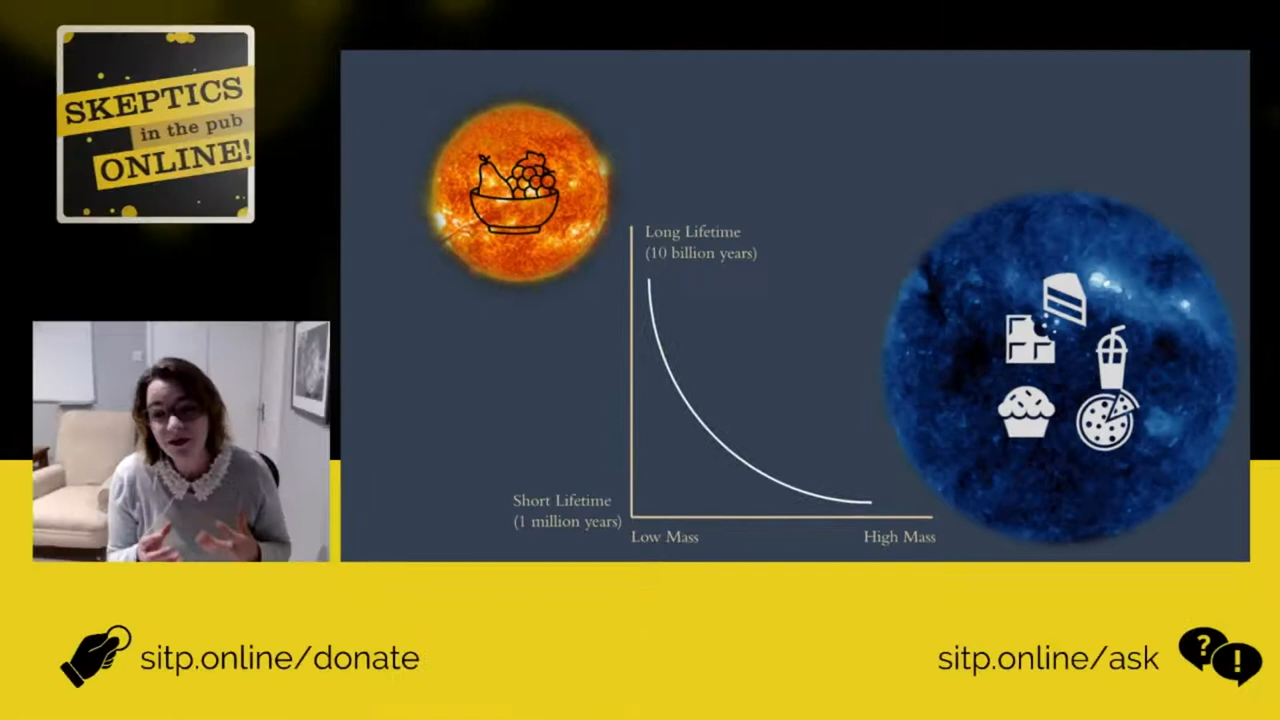 SKEPTICS
in the pub
ONLINE!
Long Lifetime
(10 billion years)
Short Lifetime
(1 million years)
Low Mass
High Mass
sitp.online/donate
sitp.online/ask
? !